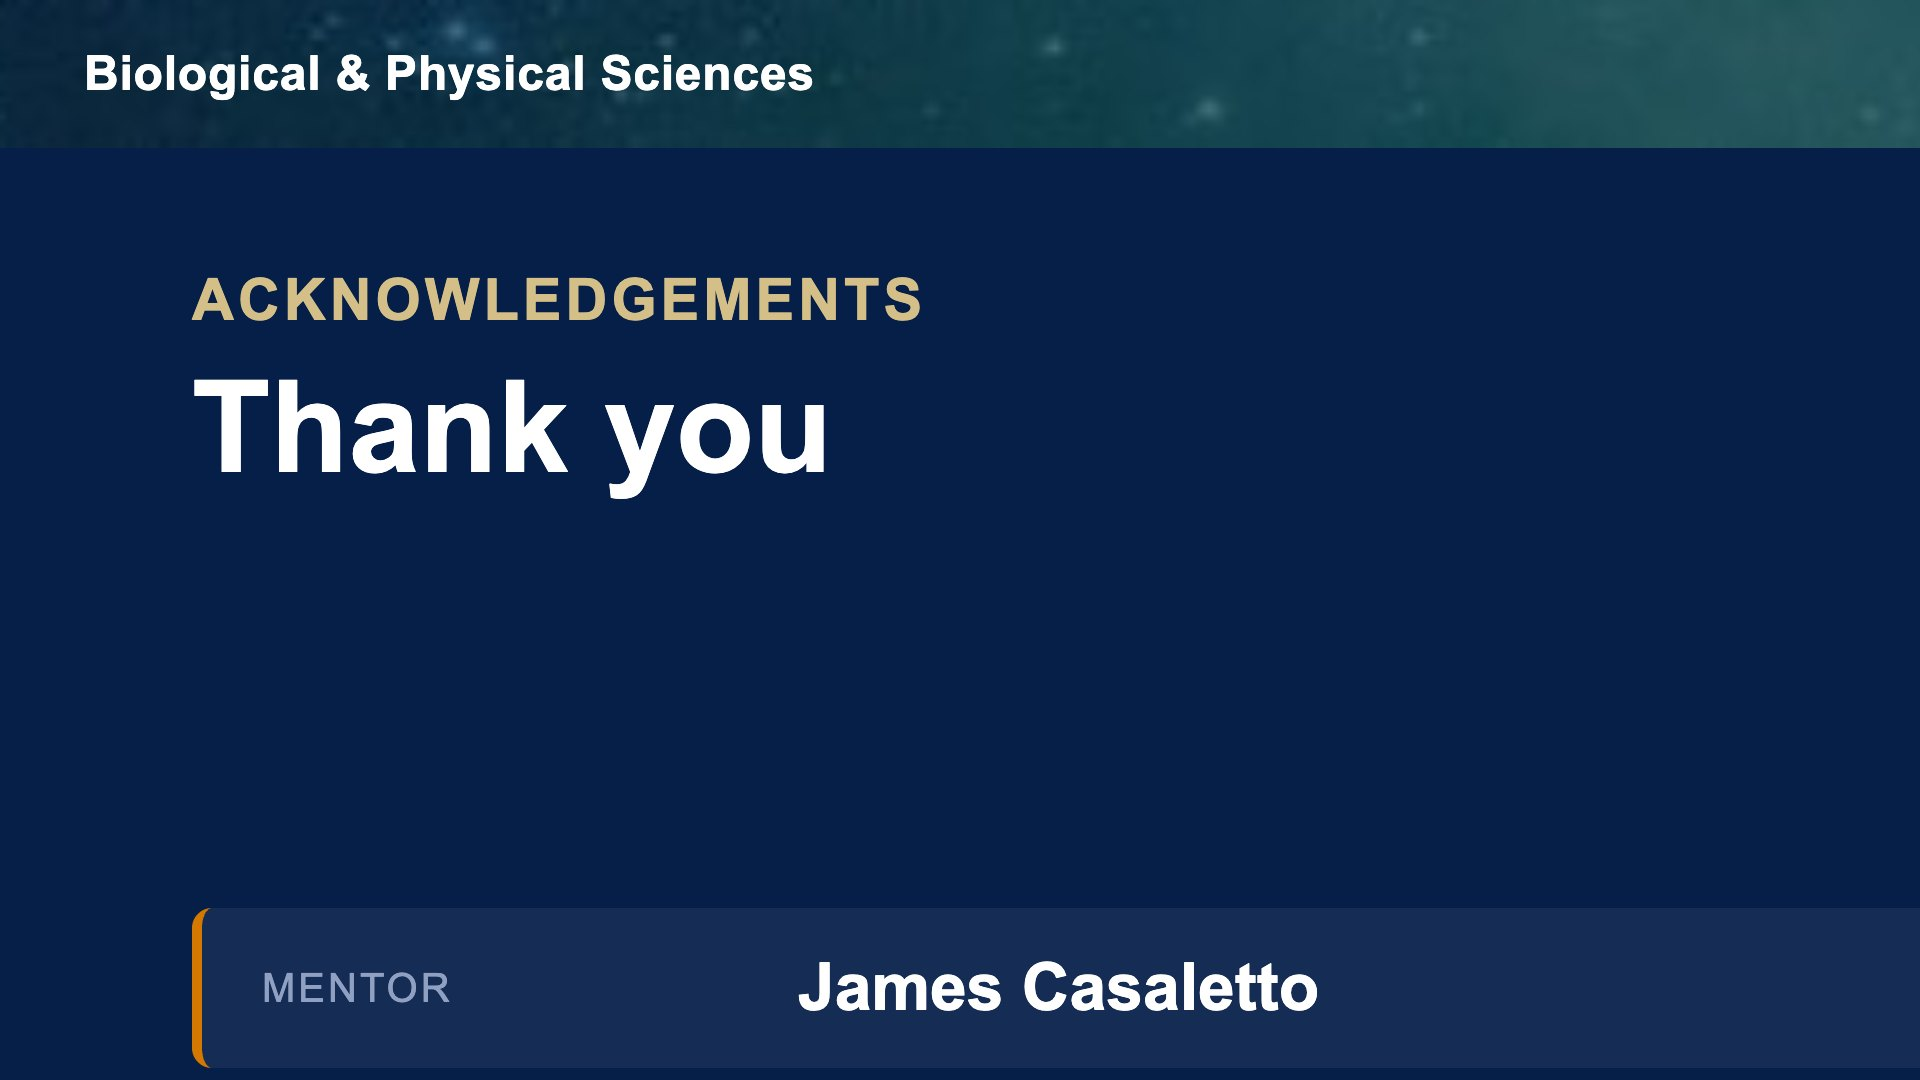 Biological & Physical Sciences
ACKNOWLEDGEMENTS
Thank you
MENTOR James Casaletto